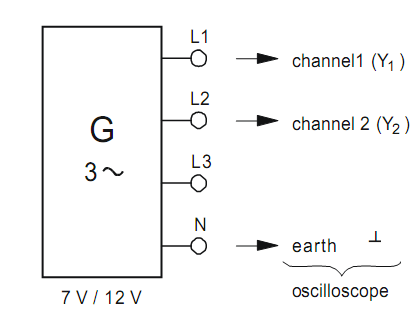 L1
channel1 (Y1)
L2
channel 2 (Y2)
G
3~
L3
N
earth ⊥
7 V / 12 V
oscilloscope